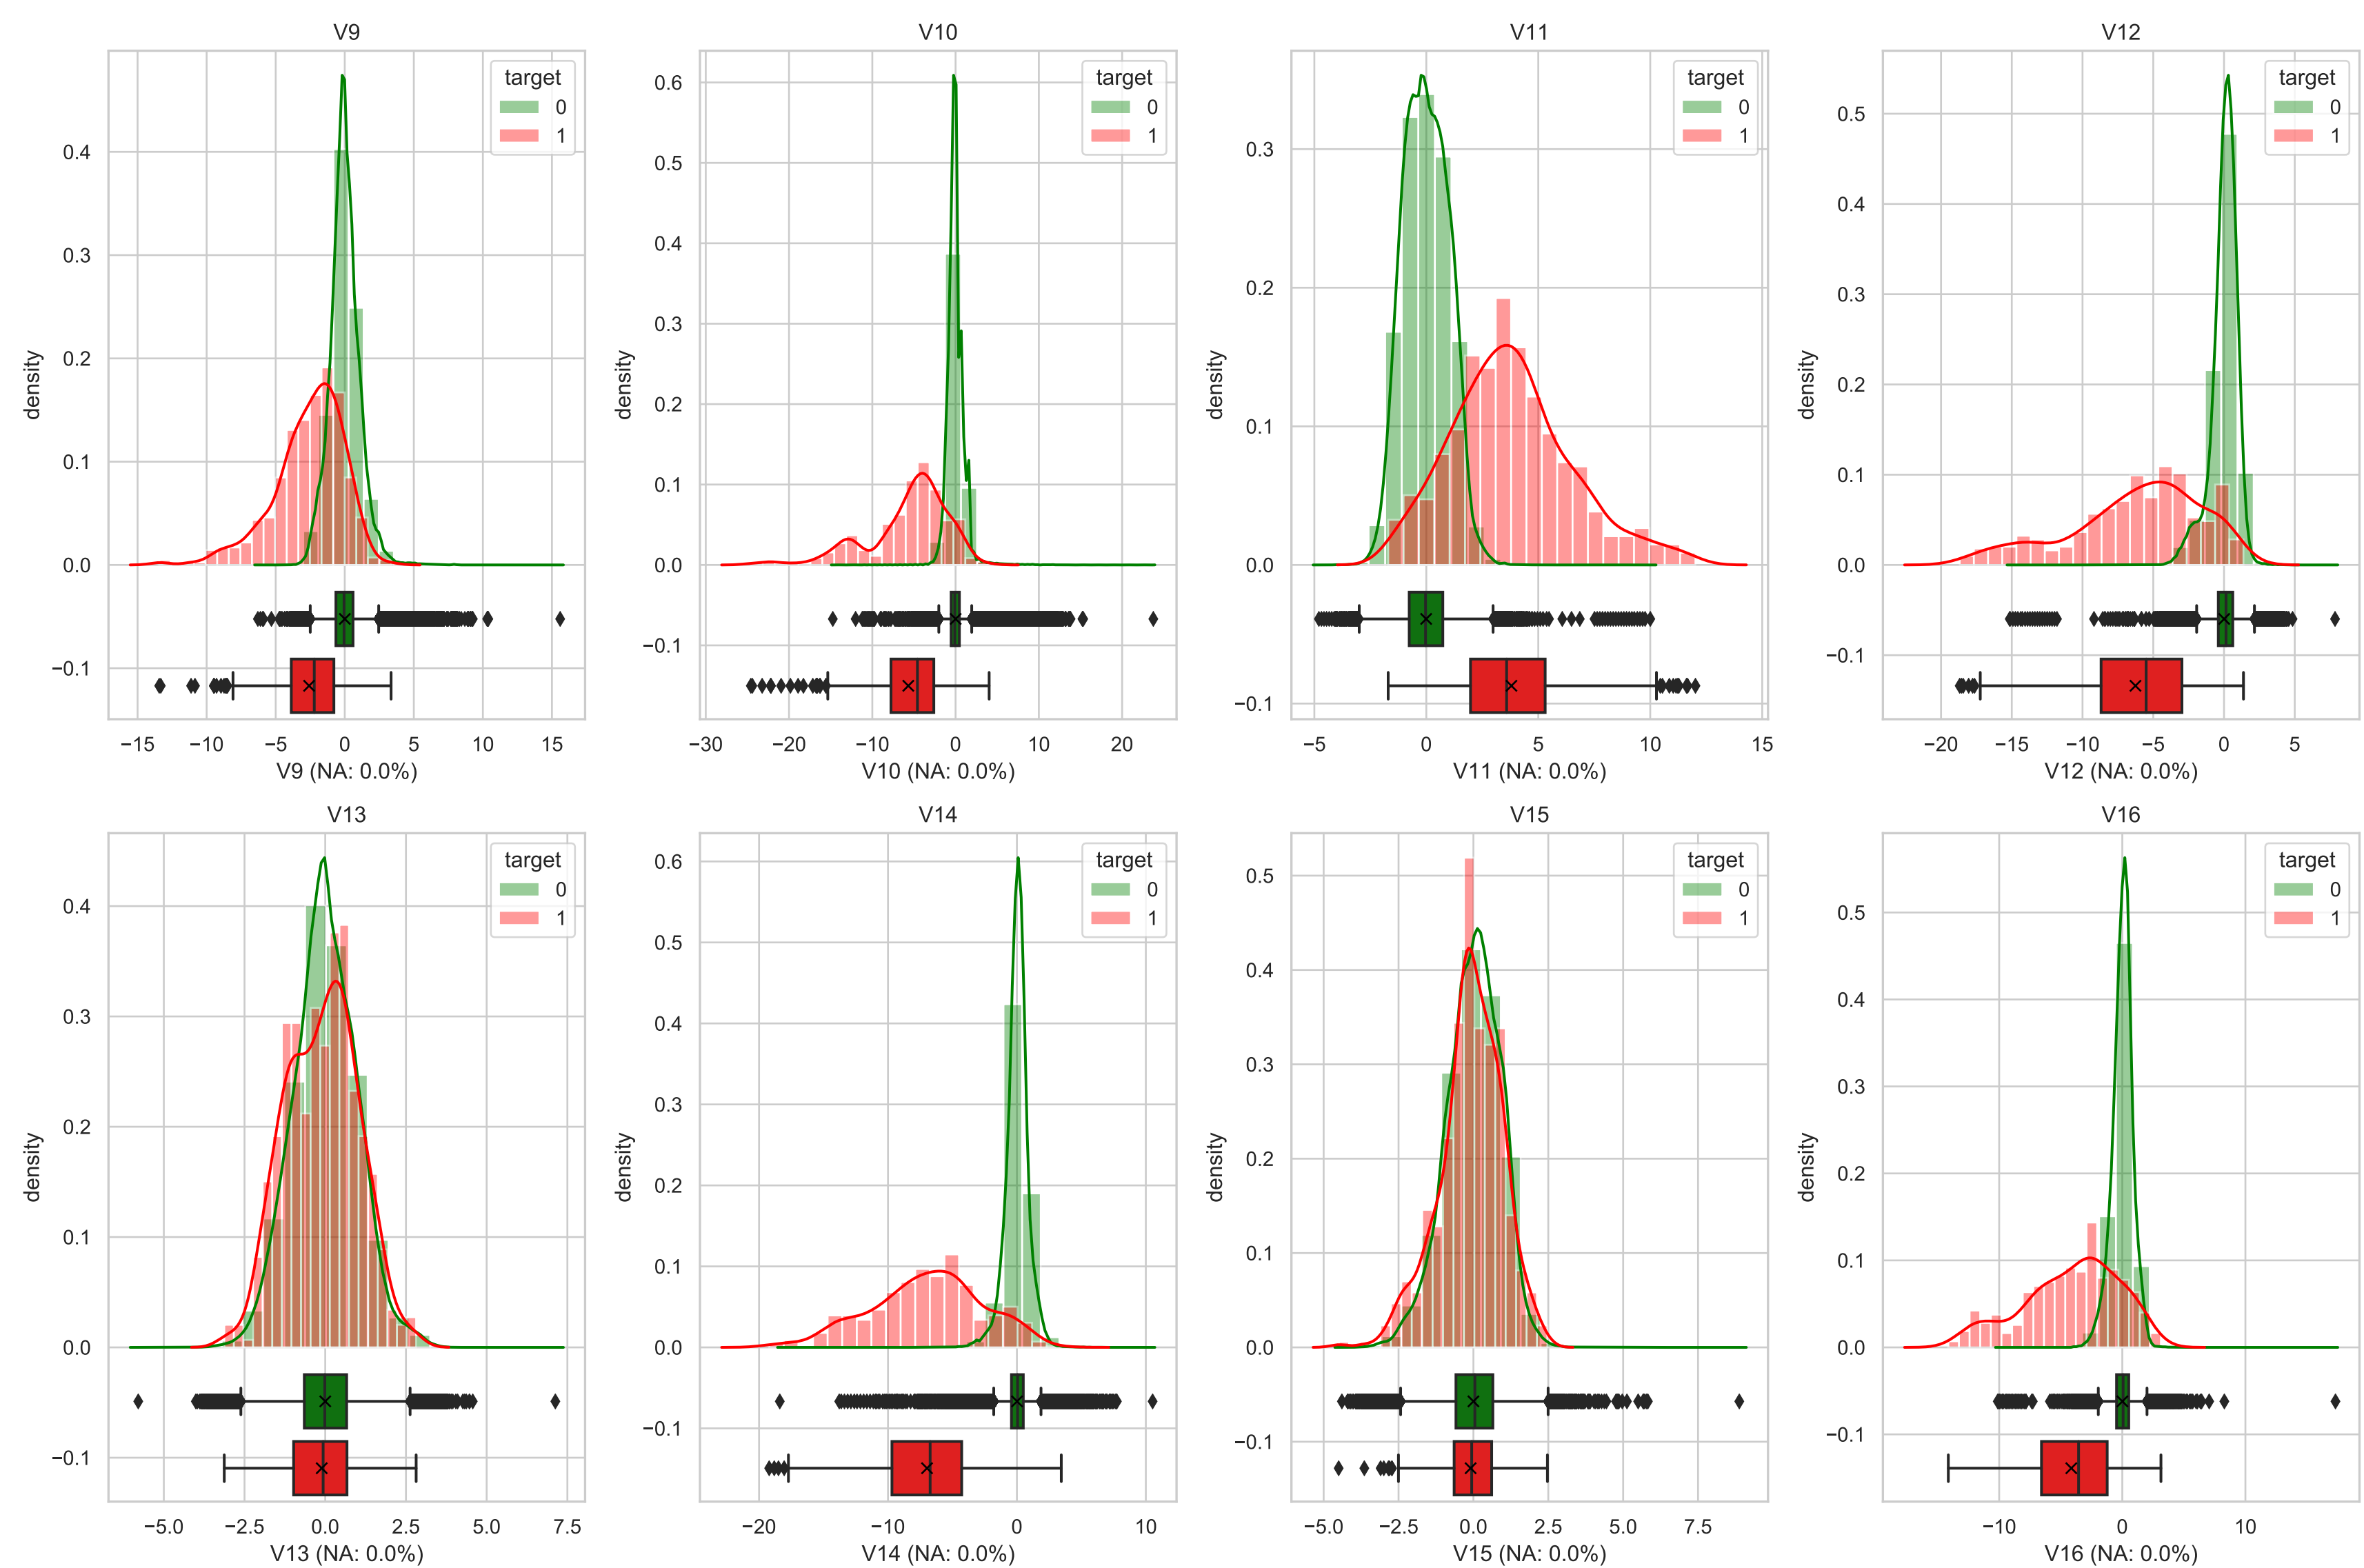 V9
target
0
1
density
0.4
0.3
0.2
0.1
0.0
−0.1
−15 −10 −5 0 5 10 15
V9 (NA: 0.0%)
V10
target
0
1
density
0.6
0.5
0.4
0.3
0.2
0.1
0.0
−0.1
−30 −20 −10 0 10 20
V10 (NA: 0.0%)
V11
target
0
1
density
0.3
0.2
0.1
0.0
−0.1
−5 0 5 10 15
V11 (NA: 0.0%)
V12
target
0
1
density
0.5
0.4
0.3
0.2
0.1
0.0
−0.1
−20 −15 −10 −5 0 5
V12 (NA: 0.0%)
V13
target
0
1
density
0.4
0.3
0.2
0.1
0.0
−0.1
−5.0 −2.5 0.0 2.5 5.0 7.5
V13 (NA: 0.0%)
V14
target
0
1
density
0.6
0.5
0.4
0.3
0.2
0.1
0.0
−0.1
−20 −10 0 10
V14 (NA: 0.0%)
V15
target
0
1
density
0.5
0.4
0.3
0.2
0.1
0.0
−0.1
−5.0 −2.5 0.0 2.5 5.0 7.5
V15 (NA: 0.0%)
V16
target
0
1
density
0.5
0.4
0.3
0.2
0.1
0.0
−0.1
−10 0 10
V16 (NA: 0.0%)